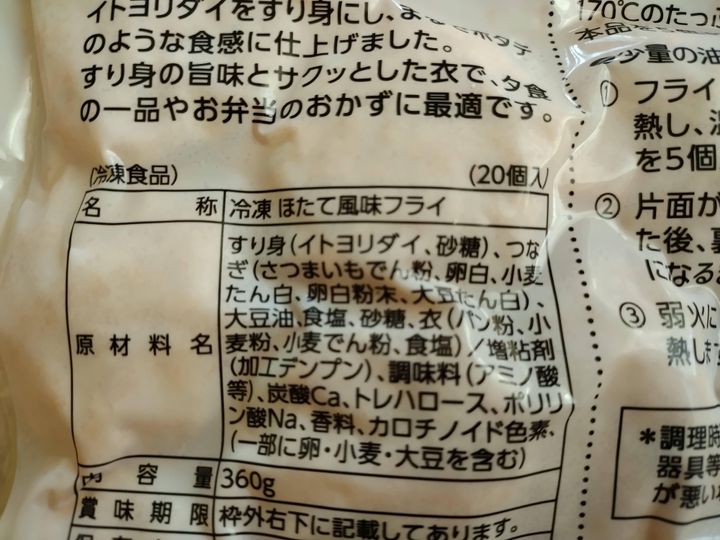 イトヨリダイをすり身にし、まるでホタテ
のような食感に仕上げました。
すり身の旨味とサクッとした衣で、夕食
の一品やお弁当のおかずに最適です。
(冷凍食品) (20個入)
名称 冷凍 ほたて風味フライ
原材料名
すり身(イトヨリダイ、砂糖)、つな
ぎ(さつまいもでん粉、卵白、小麦
たん白、卵白粉末、大豆たん白)、
大豆油、食塩、砂糖、衣(パン粉、小
麦粉、小麦でん粉、食塩)/増粘剤
(加工デンプン)、調味料(アミノ酸
等)、炭酸Ca、トレハロース、ポリリ
ン酸Na、香料、カロチノイド色素、
(一部に卵・小麦・大豆を含む)
内容量 360g
賞味期限 枠外右下に記載してあります。
170℃のたっぷ
本品を
少量の油
① フライ
熱し、
を5個
② 片面が
た後、
になる
③ 弱火に
熱しま
*調理時
器具等
が悪い